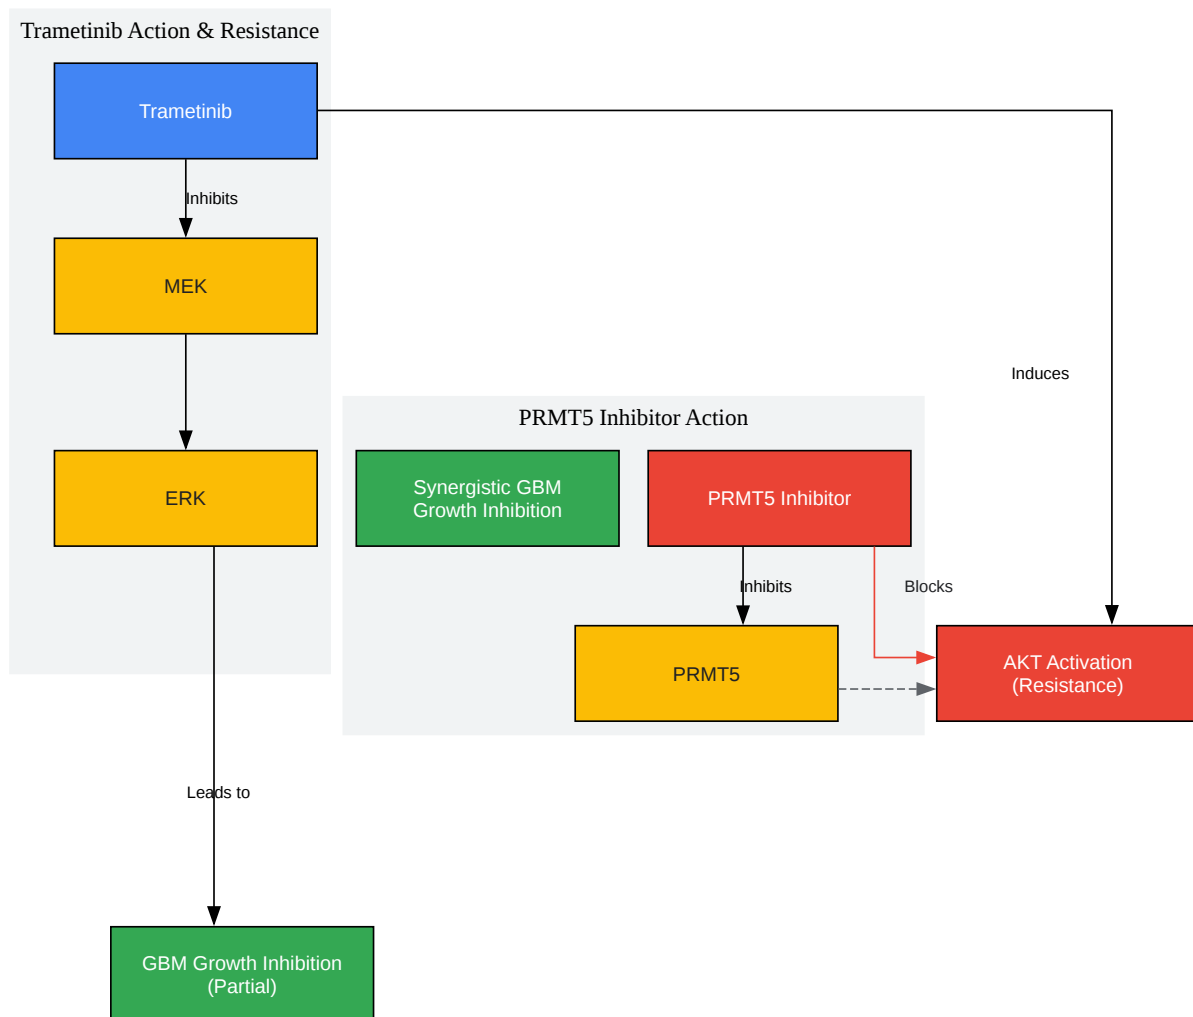 Trametinib Action & Resistance
Trametinib
Inhibits
MEK
Induces
PRMT5 Inhibitor Action
ERK
Synergistic GBM
Growth Inhibition
PRMT5 Inhibitor
Inhibits
Blocks
PRMT5
AKT Activation
(Resistance)
Leads to
GBM Growth Inhibition
(Partial)